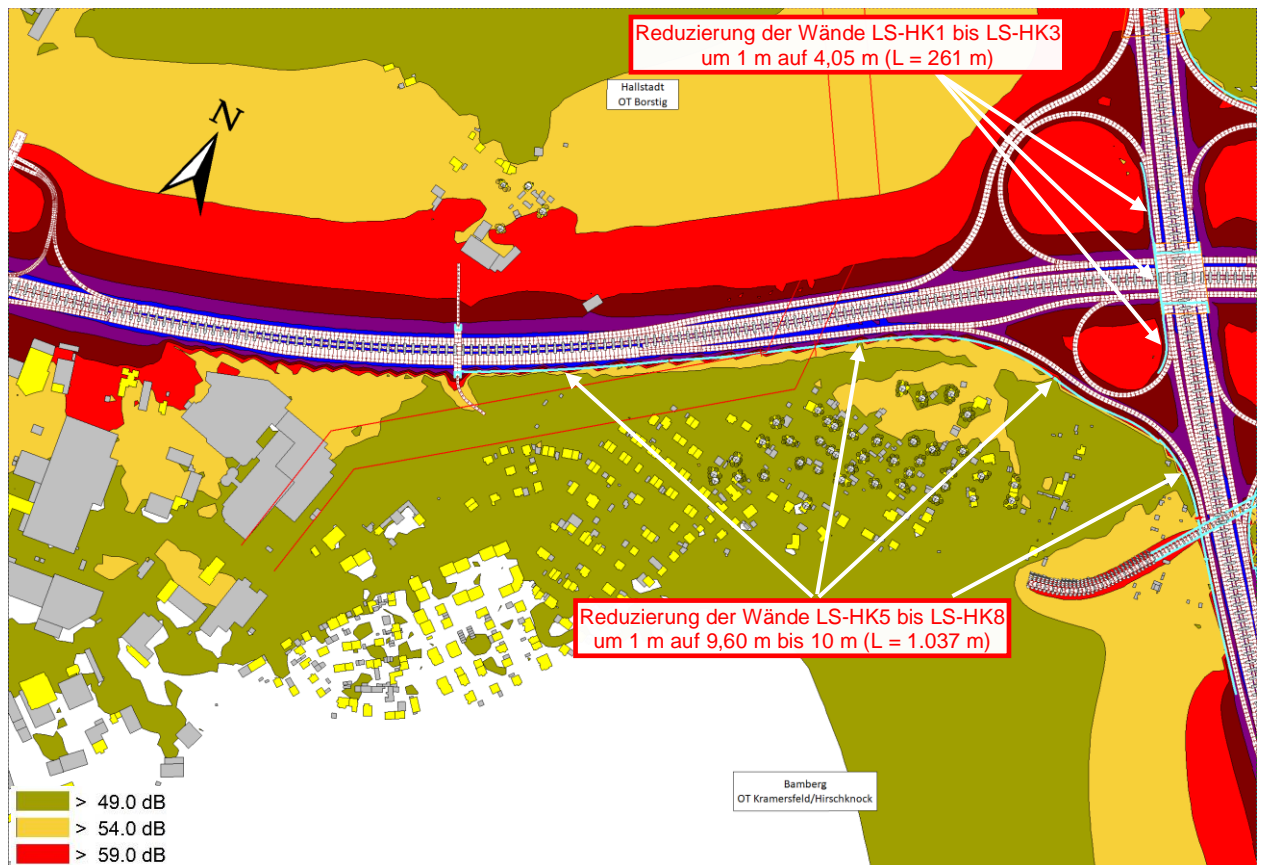 Reduzierung der Wände LS-HK1 bis LS-HK3
um 1 m auf 4,05 m (L = 261 m)
Hallstadt
OT Borstig
N
Reduzierung der Wände LS-HK5 bis LS-HK8
um 1 m auf 9,60 m bis 10 m (L = 1.037 m)
Bamberg
OT Kramersfeld/Hirschknock
> 49.0 dB
> 54.0 dB
> 59.0 dB